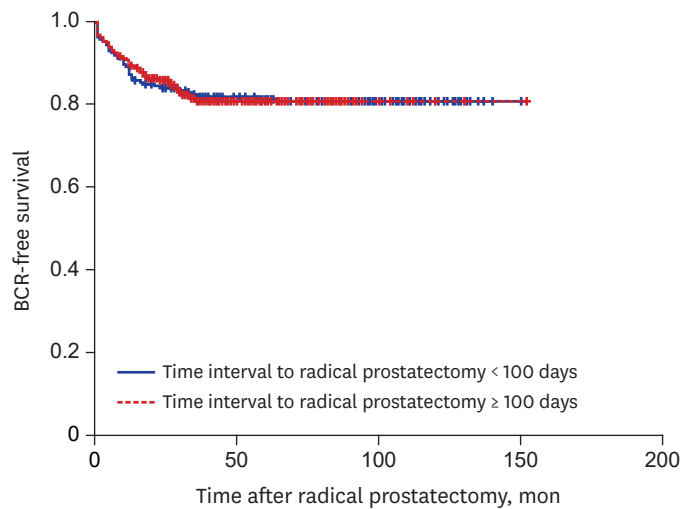 1.0
0.8
0.6
0.4
0.2
0
BCR-free survival
Time interval to radical prostatectomy < 100 days
Time interval to radical prostatectomy ≥ 100 days
0 50 100 150 200
Time after radical prostatectomy, mon